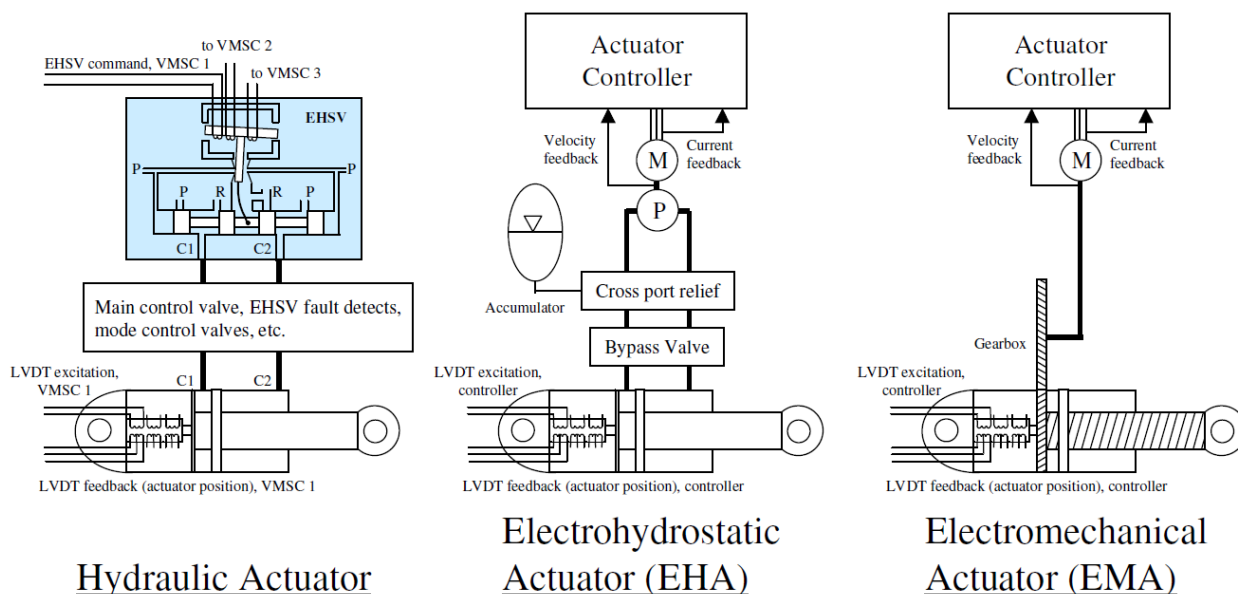 to VMSC 2
EHSV command, VMSC 1
to VMSC 3
EHSV
P
P
P
R
R
P
C1
C2
Main control valve, EHSV fault detects,
mode control valves, etc.
LVDT excitation,
VMSC 1
C1
C2
LVDT feedback (actuator position), VMSC 1
Hydraulic Actuator
Actuator
Controller
Velocity
feedback
Current
feedback
M
P
Accumulator
Cross port relief
Bypass Valve
LVDT excitation,
controller
LVDT feedback (actuator position), controller
Electrohydrostatic
Actuator (EHA)
Actuator
Controller
Velocity
feedback
Current
feedback
M
Gearbox
LVDT excitation,
controller
LVDT feedback (actuator position), controller
Electromechanical
Actuator (EMA)